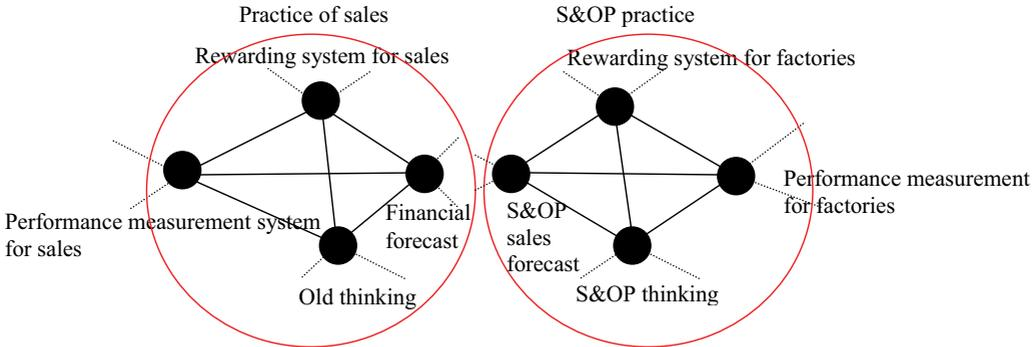 Practice of sales
S&OP practice
Rewarding system for sales
Rewarding system for factories
Performance measurement system
for sales
Financial
forecast
S&OP
sales
forecast
Performance measurement
for factories
Old thinking
S&OP thinking